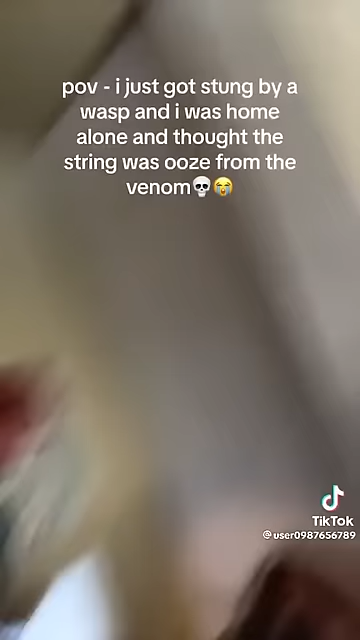 pov - i just got stung by a
wasp and i was home
alone and thought the
string was ooze from the
venom💀😭
TikTok
@user0987656789